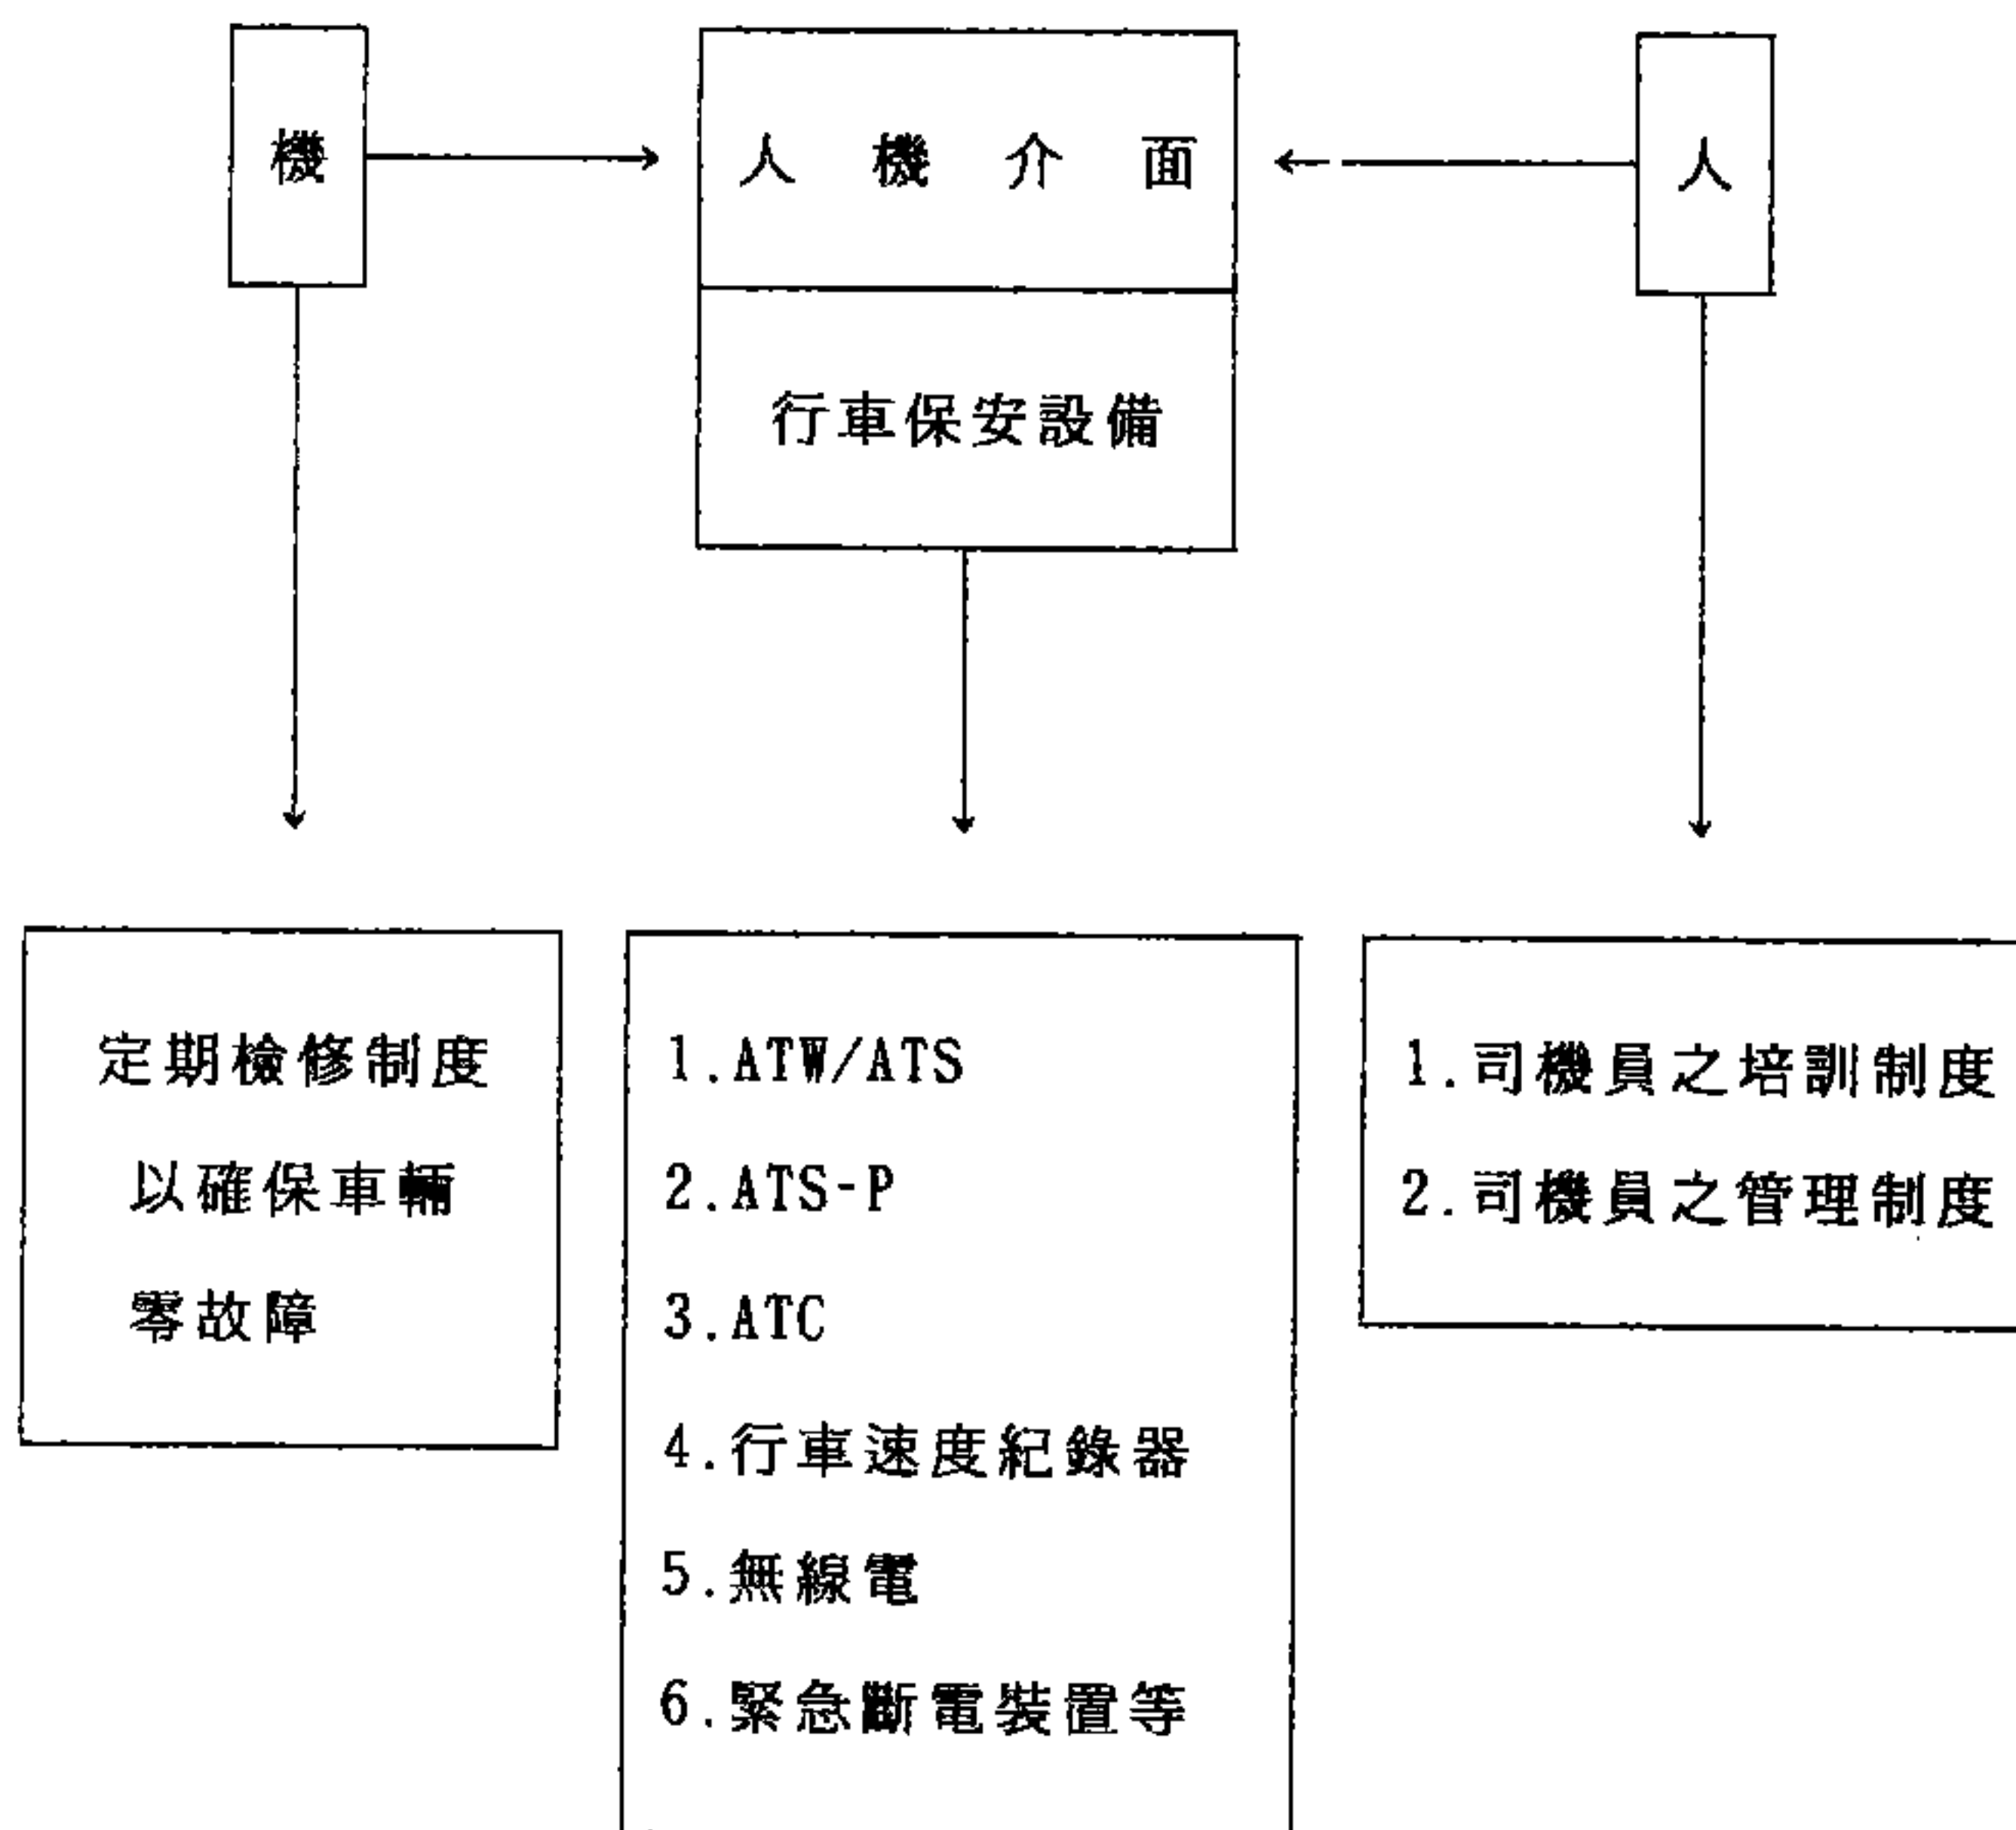 機
人 機 介 面
人
行車保安設備
定期檢修制度
以確保車輛
零故障
1.ATW/ATS
2.ATS-P
3.ATC
4.行車速度紀錄器
5.無線電
6.緊急斷電裝置等
1.司機員之培訓制度
2.司機員之管理制度